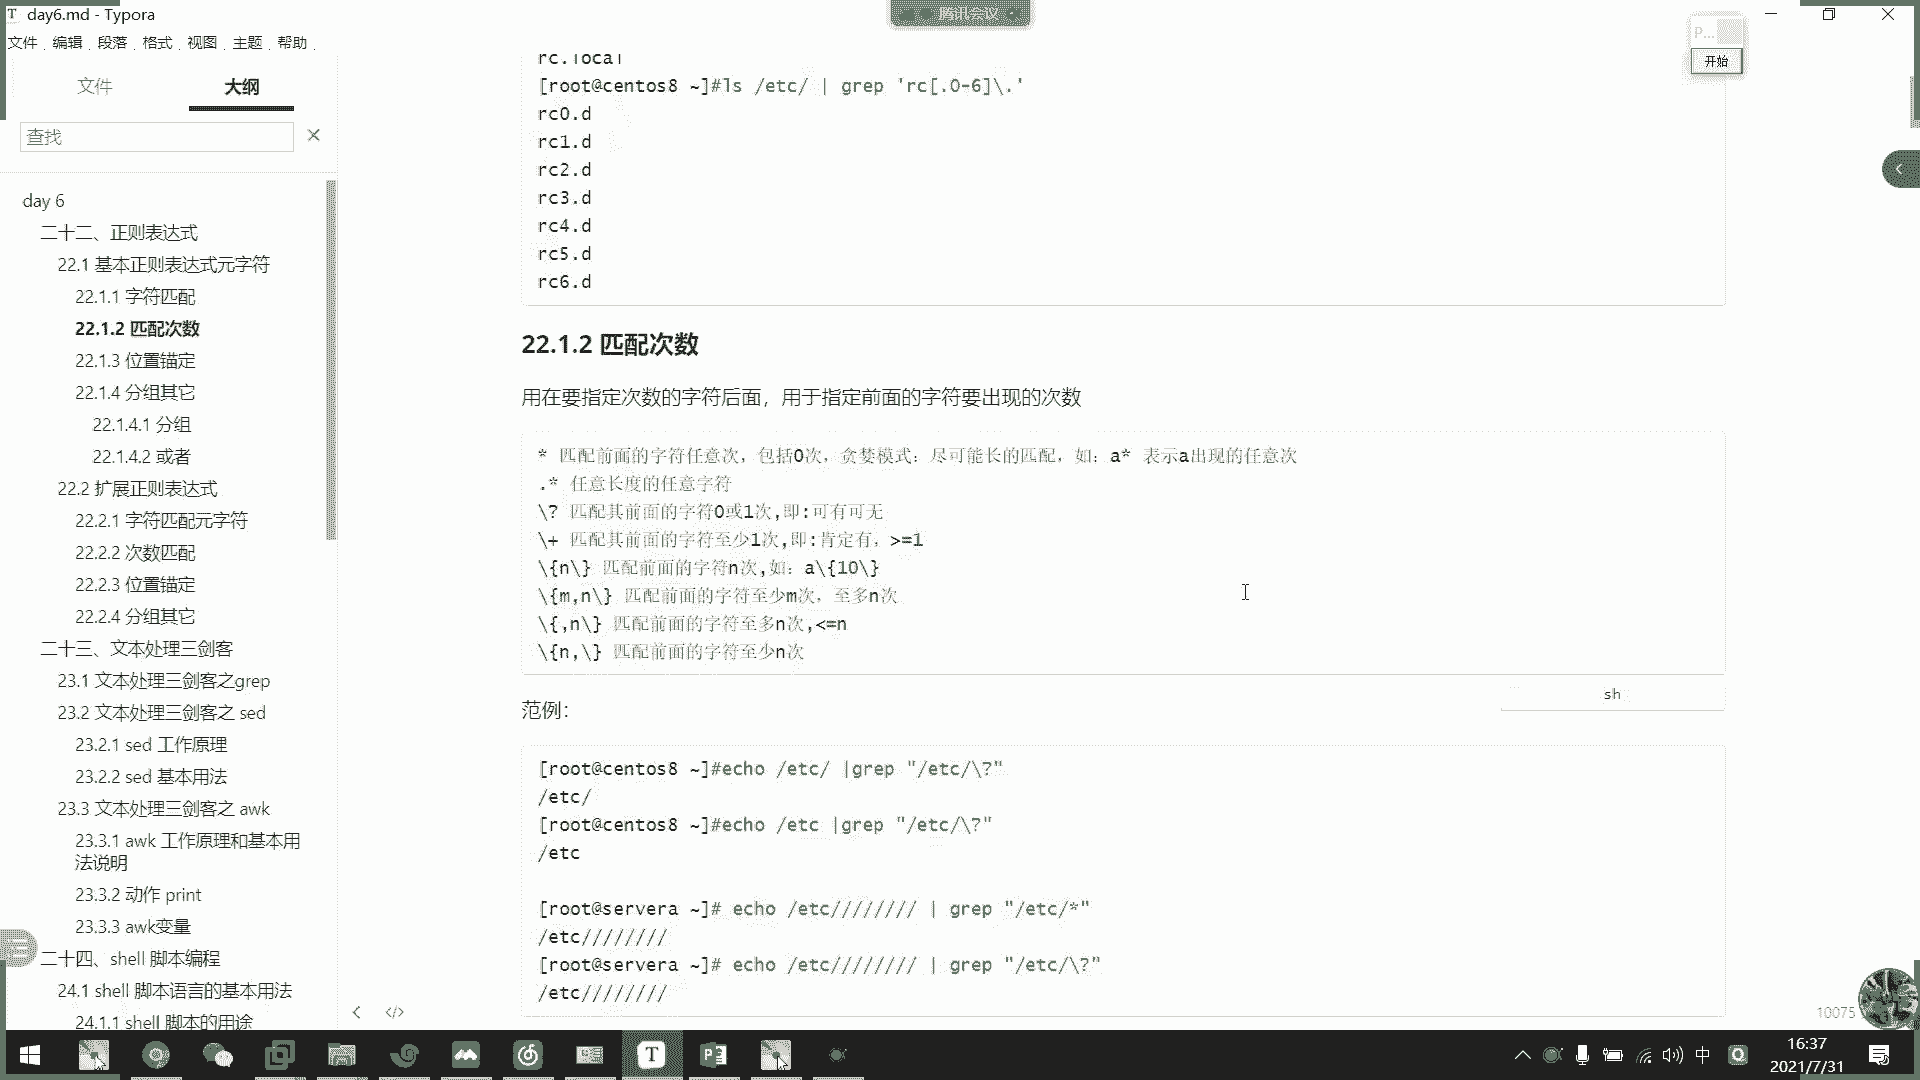 day6.md - Typora
腾讯会议
文件 编辑 段落 格式 视图 主题 帮助
P...
开始
文件 大纲
查找
day 6
二十二、正则表达式
22.1 基本正则表达式元字符
22.1.1 字符匹配
22.1.2 匹配次数
22.1.3 位置锚定
22.1.4 分组其它
22.1.4.1 分组
22.1.4.2 或者
22.2 扩展正则表达式
22.2.1 字符匹配元字符
22.2.2 次数匹配
22.2.3 位置锚定
22.2.4 分组其它
二十三、文本处理三剑客
23.1 文本处理三剑客之grep
23.2 文本处理三剑客之 sed
23.2.1 sed 工作原理
23.2.2 sed 基本用法
23.3 文本处理三剑客之 awk
23.3.1 awk 工作原理和基本用
法说明
23.3.2 动作 print
23.3.3 awk变量
二十四、shell 脚本编程
24.1 shell 脚本语言的基本用法
24.1.1 shell 脚本的用途
rc.local
[root@centos8 ~]#ls /etc/ | grep 'rc[.0-6]\.'
rc0.d
rc1.d
rc2.d
rc3.d
rc4.d
rc5.d
rc6.d
22.1.2 匹配次数
用在要指定次数的字符后面，用于指定前面的字符要出现的次数
* 匹配前面的字符任意次，包括0次，贪婪模式：尽可能长的匹配，如：a* 表示a出现的任意次
.* 任意长度的任意字符
\? 匹配其前面的字符0或1次,即:可有可无
\+ 匹配其前面的字符至少1次,即:肯定有，>=1
\{n\} 匹配前面的字符n次,如：a\{10\}
\{m,n\} 匹配前面的字符至少m次，至多n次
\{,n\} 匹配前面的字符至多n次,<=n
\{n,\} 匹配前面的字符至少n次
sh
范例：
[root@centos8 ~]#echo /etc/ |grep "/etc/\?"
/etc/
[root@centos8 ~]#echo /etc |grep "/etc/\?"
/etc
[root@servera ~]# echo /etc//////// | grep "/etc/*"
/etc////////
[root@servera ~]# echo /etc//////// | grep "/etc/\?"
/etc////////
10075
中
16:37
2021/7/31